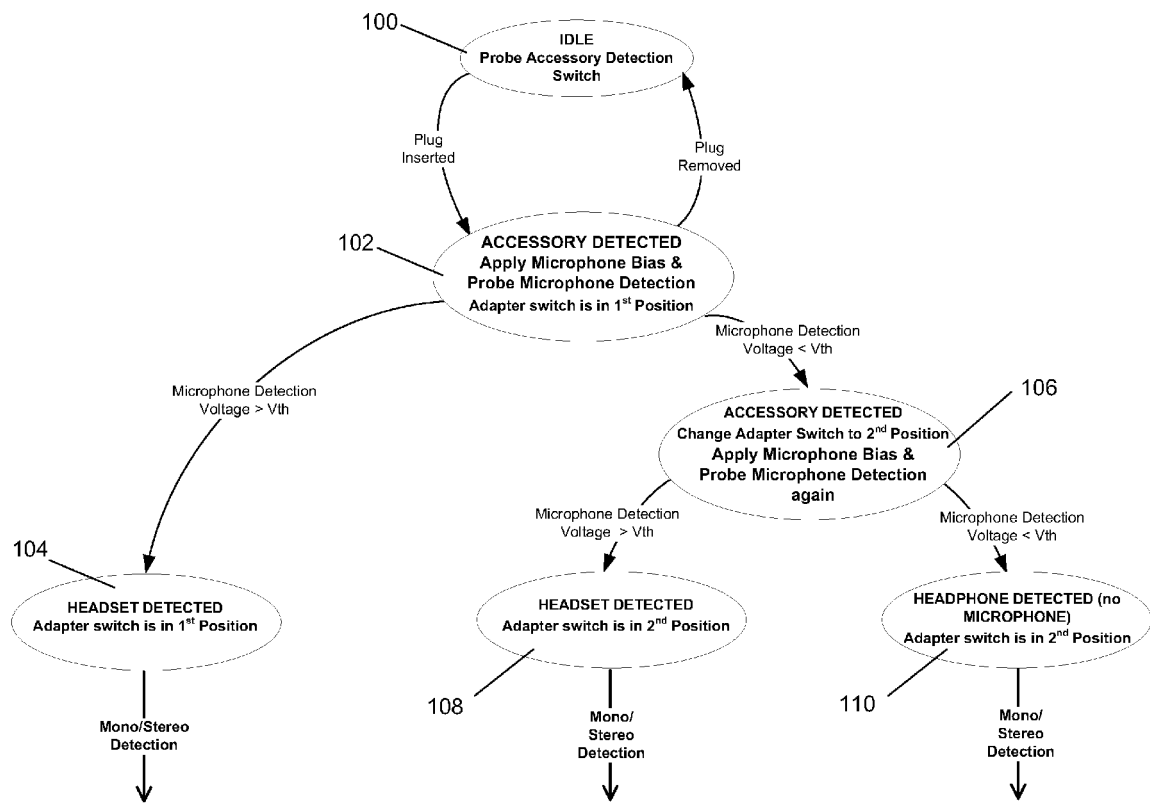 100
IDLE
Probe Accessory Detection
Switch
Plug
Inserted
Plug
Removed
102
ACCESSORY DETECTED
Apply Microphone Bias &
Probe Microphone Detection
Adapter switch is in 1st Position
Microphone Detection
Voltage < Vth
Microphone Detection
Voltage > Vth
106
ACCESSORY DETECTED
Change Adapter Switch to 2nd Position
Apply Microphone Bias &
Probe Microphone Detection
again
Microphone Detection
Voltage > Vth
Microphone Detection
Voltage < Vth
104
HEADSET DETECTED
Adapter switch is in 1st Position
HEADSET DETECTED
Adapter switch is in 2nd Position
HEADPHONE DETECTED (no
MICROPHONE)
Adapter switch is in 2nd Position
108
110
Mono/Stereo
Detection
Mono/
Stereo
Detection
Mono/
Stereo
Detection